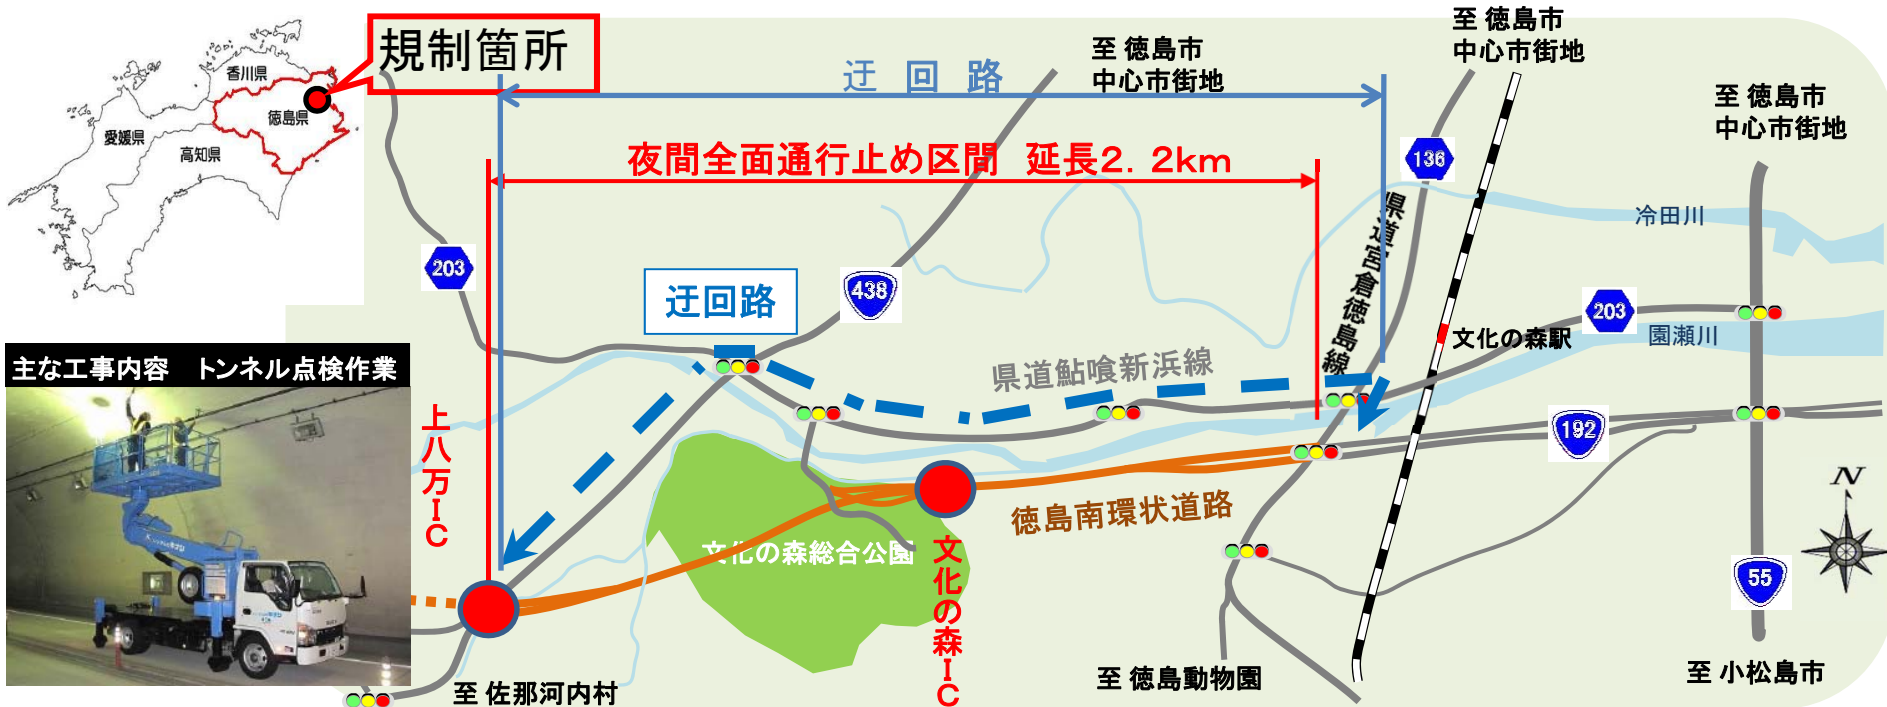 規制箇所
香川県
徳島県
愛媛県
高知県
至 徳島市
中心市街地
至 徳島市
中心市街地
至 徳島市
中心市街地
迂 回 路
夜間全面通行止め区間 延長2.2km
136
県道宮倉徳島線
冷田川
203
438
迂回路
203
園瀬川
文化の森駅
県道鮎喰新浜線
主な工事内容 トンネル点検作業
上八万IC
192
徳島南環状道路
文化の森総合公園
文化の森IC
N
55
至 佐那河内村
至 徳島動物園
至 小松島市